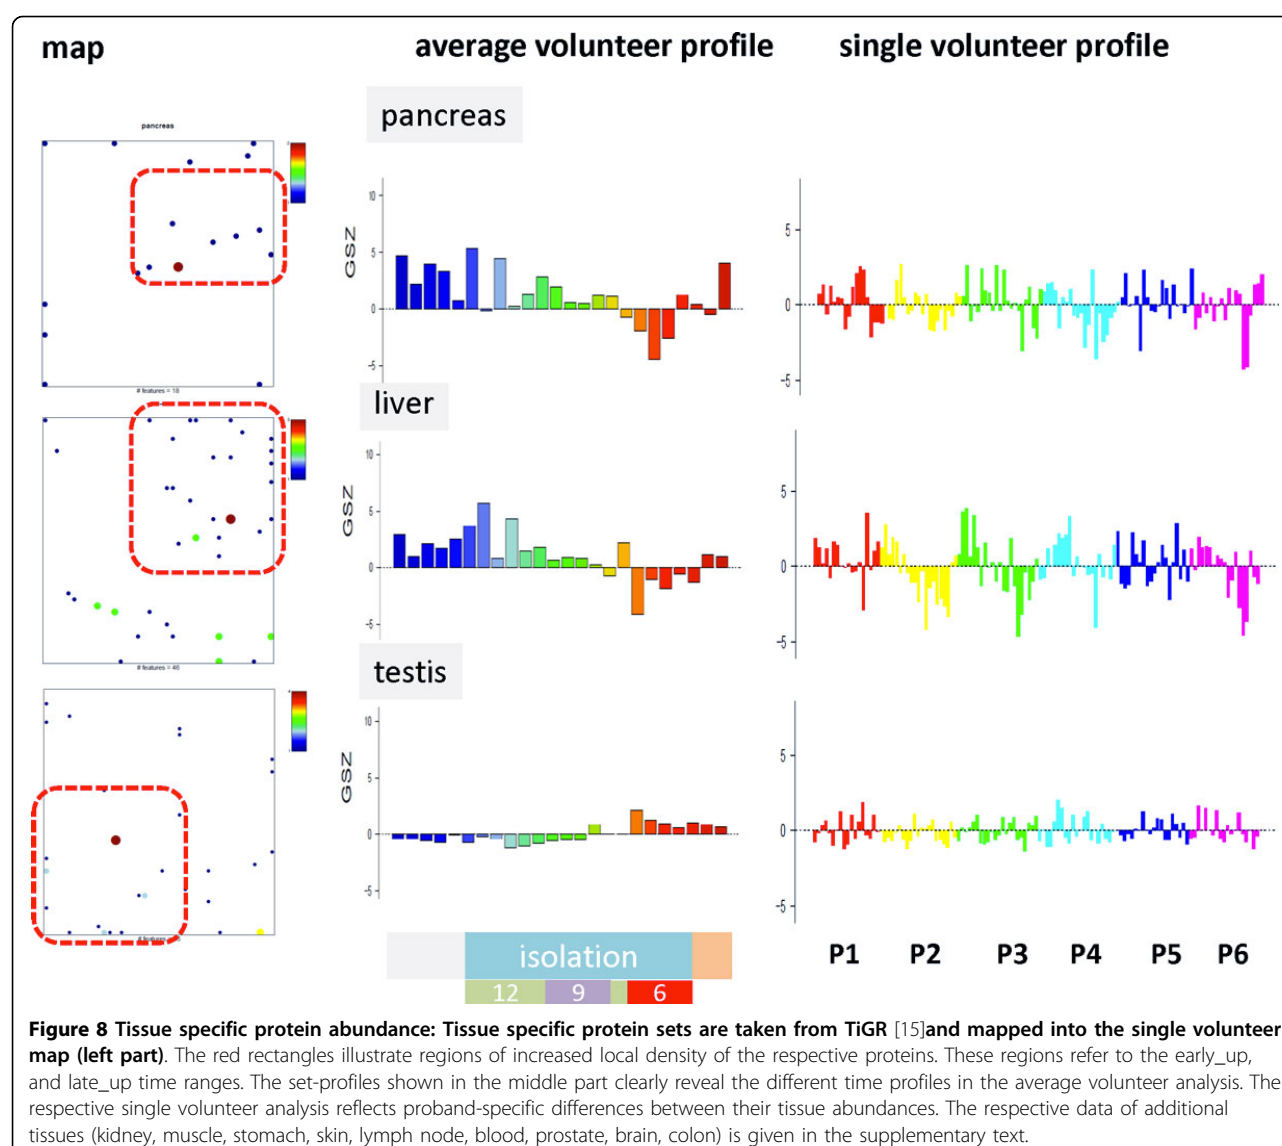 map
average volunteer profile
single volunteer profile
pancreas
pancreas
10
5
0
-5
GSZ
5
0
-5
# features = 18
liver
10
5
0
-5
GSZ
5
0
-5
# features = 46
testis
10
5
0
-5
GSZ
5
0
-5
# features =
isolation
12 9 6
P1 P2 P3 P4 P5 P6
Figure 8 Tissue specific protein abundance: Tissue specific protein sets are taken from TiGR [15]and mapped into the single volunteer
map (left part). The red rectangles illustrate regions of increased local density of the respective proteins. These regions refer to the early_up,
and late_up time ranges. The set-profiles shown in the middle part clearly reveal the different time profiles in the average volunteer analysis. The
respective single volunteer analysis reflects proband-specific differences between their tissue abundances. The respective data of additional
tissues (kidney, muscle, stomach, skin, lymph node, blood, prostate, brain, colon) is given in the supplementary text.